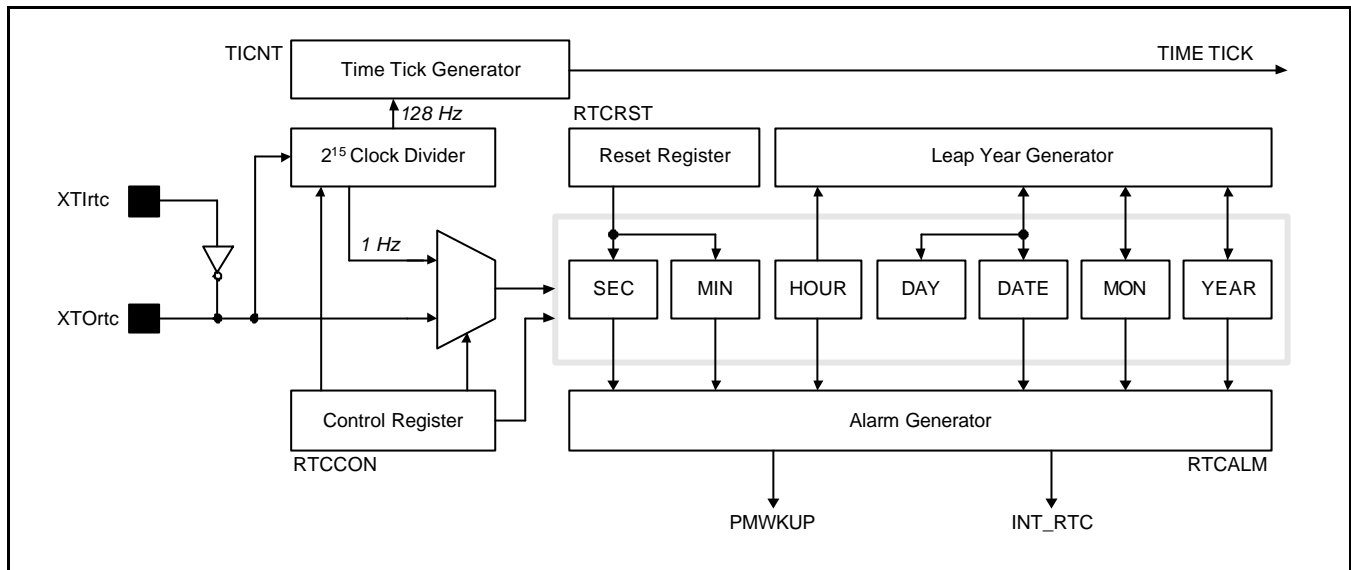 TICNT
Time Tick Generator
TIME TICK
128 Hz
RTCRST
2¹⁵ Clock Divider
Reset Register
Leap Year Generator
XTIrtc
1 Hz
SEC
MIN
HOUR
DAY
DATE
MON
YEAR
XTOrtc
Control Register
Alarm Generator
RTCCON
RTCALM
PMWKUP
INT_RTC